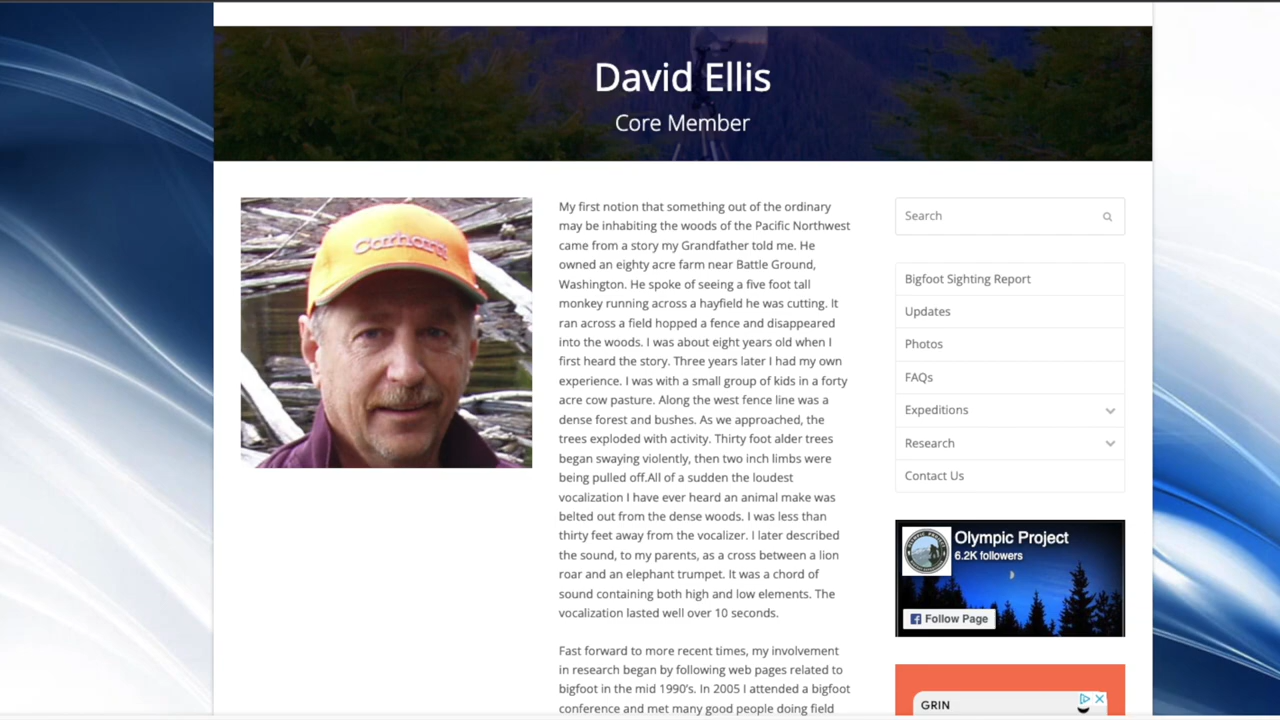 David Ellis
Core Member
Carhartt
My first notion that something out of the ordinary
may be inhabiting the woods of the Pacific Northwest
came from a story my Grandfather told me. He
owned an eighty acre farm near Battle Ground,
Washington. He spoke of seeing a five foot tall
monkey running across a hayfield he was cutting. It
ran across a field hopped a fence and disappeared
into the woods. I was about eight years old when I
first heard the story. Three years later I had my own
experience. I was with a small group of kids in a forty
acre cow pasture. Along the west fence line was a
dense forest and bushes. As we approached, the
trees exploded with activity. Thirty foot alder trees
began swaying violently, then two inch limbs were
being pulled off.All of a sudden the loudest
vocalization I have ever heard an animal make was
belted out from the dense woods. I was less than
thirty feet away from the vocalizer. I later described
the sound, to my parents, as a cross between a lion
roar and an elephant trumpet. It was a chord of
sound containing both high and low elements. The
vocalization lasted well over 10 seconds.
Fast forward to more recent times, my involvement
in research began by following web pages related to
bigfoot in the mid 1990's. In 2005 I attended a bigfoot
conference and met many good people doing field
Search
Bigfoot Sighting Report
Updates
Photos
FAQs
Expeditions
Research
Contact Us
Olympic Project
6.2K followers
Follow Page
GRIN